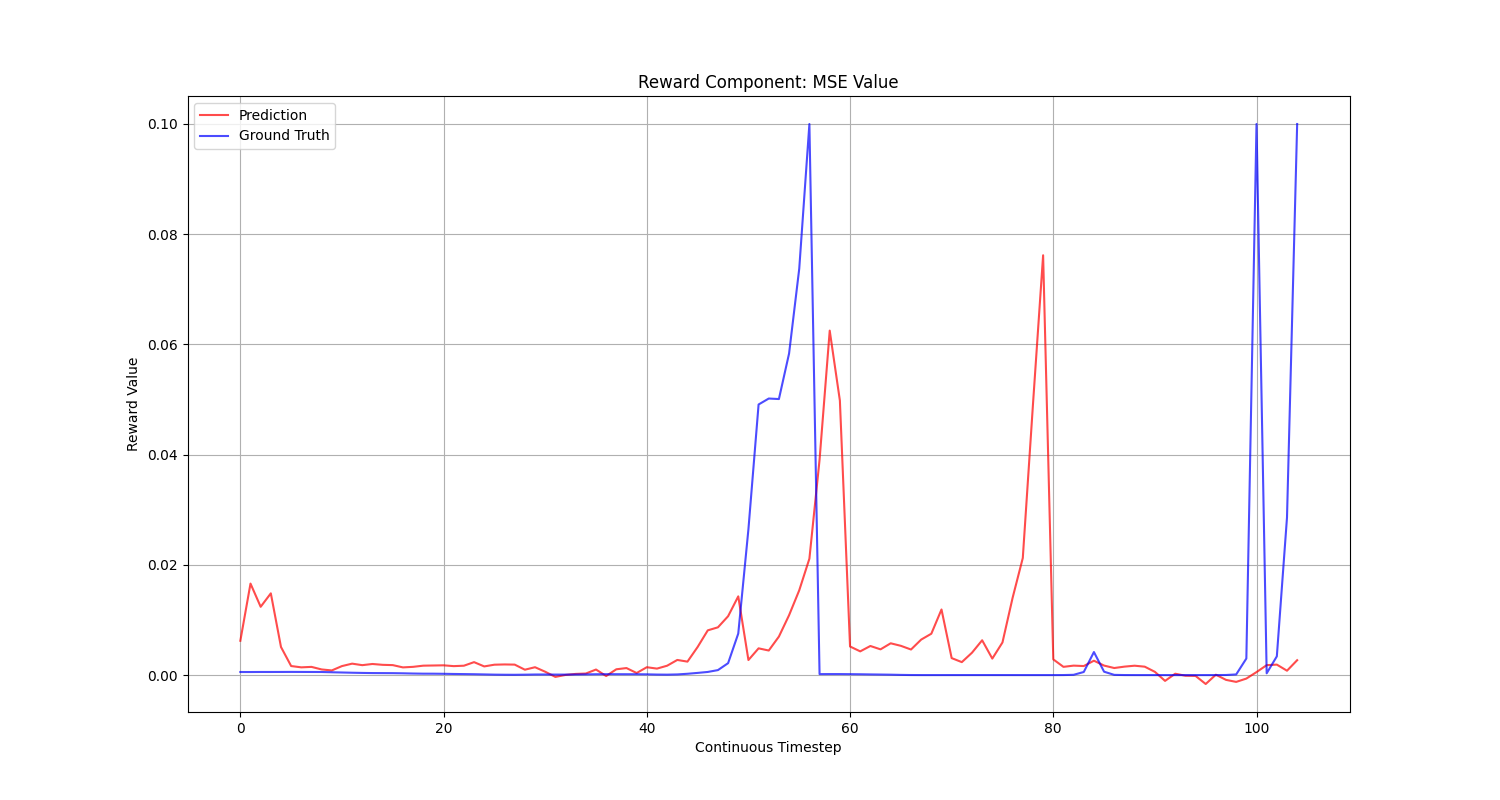 Reward Component: MSE Value
Prediction
Ground Truth
0.10
0.08
0.06
0.04
0.02
0.00
Reward Value
0 20 40 60 80 100
Continuous Timestep